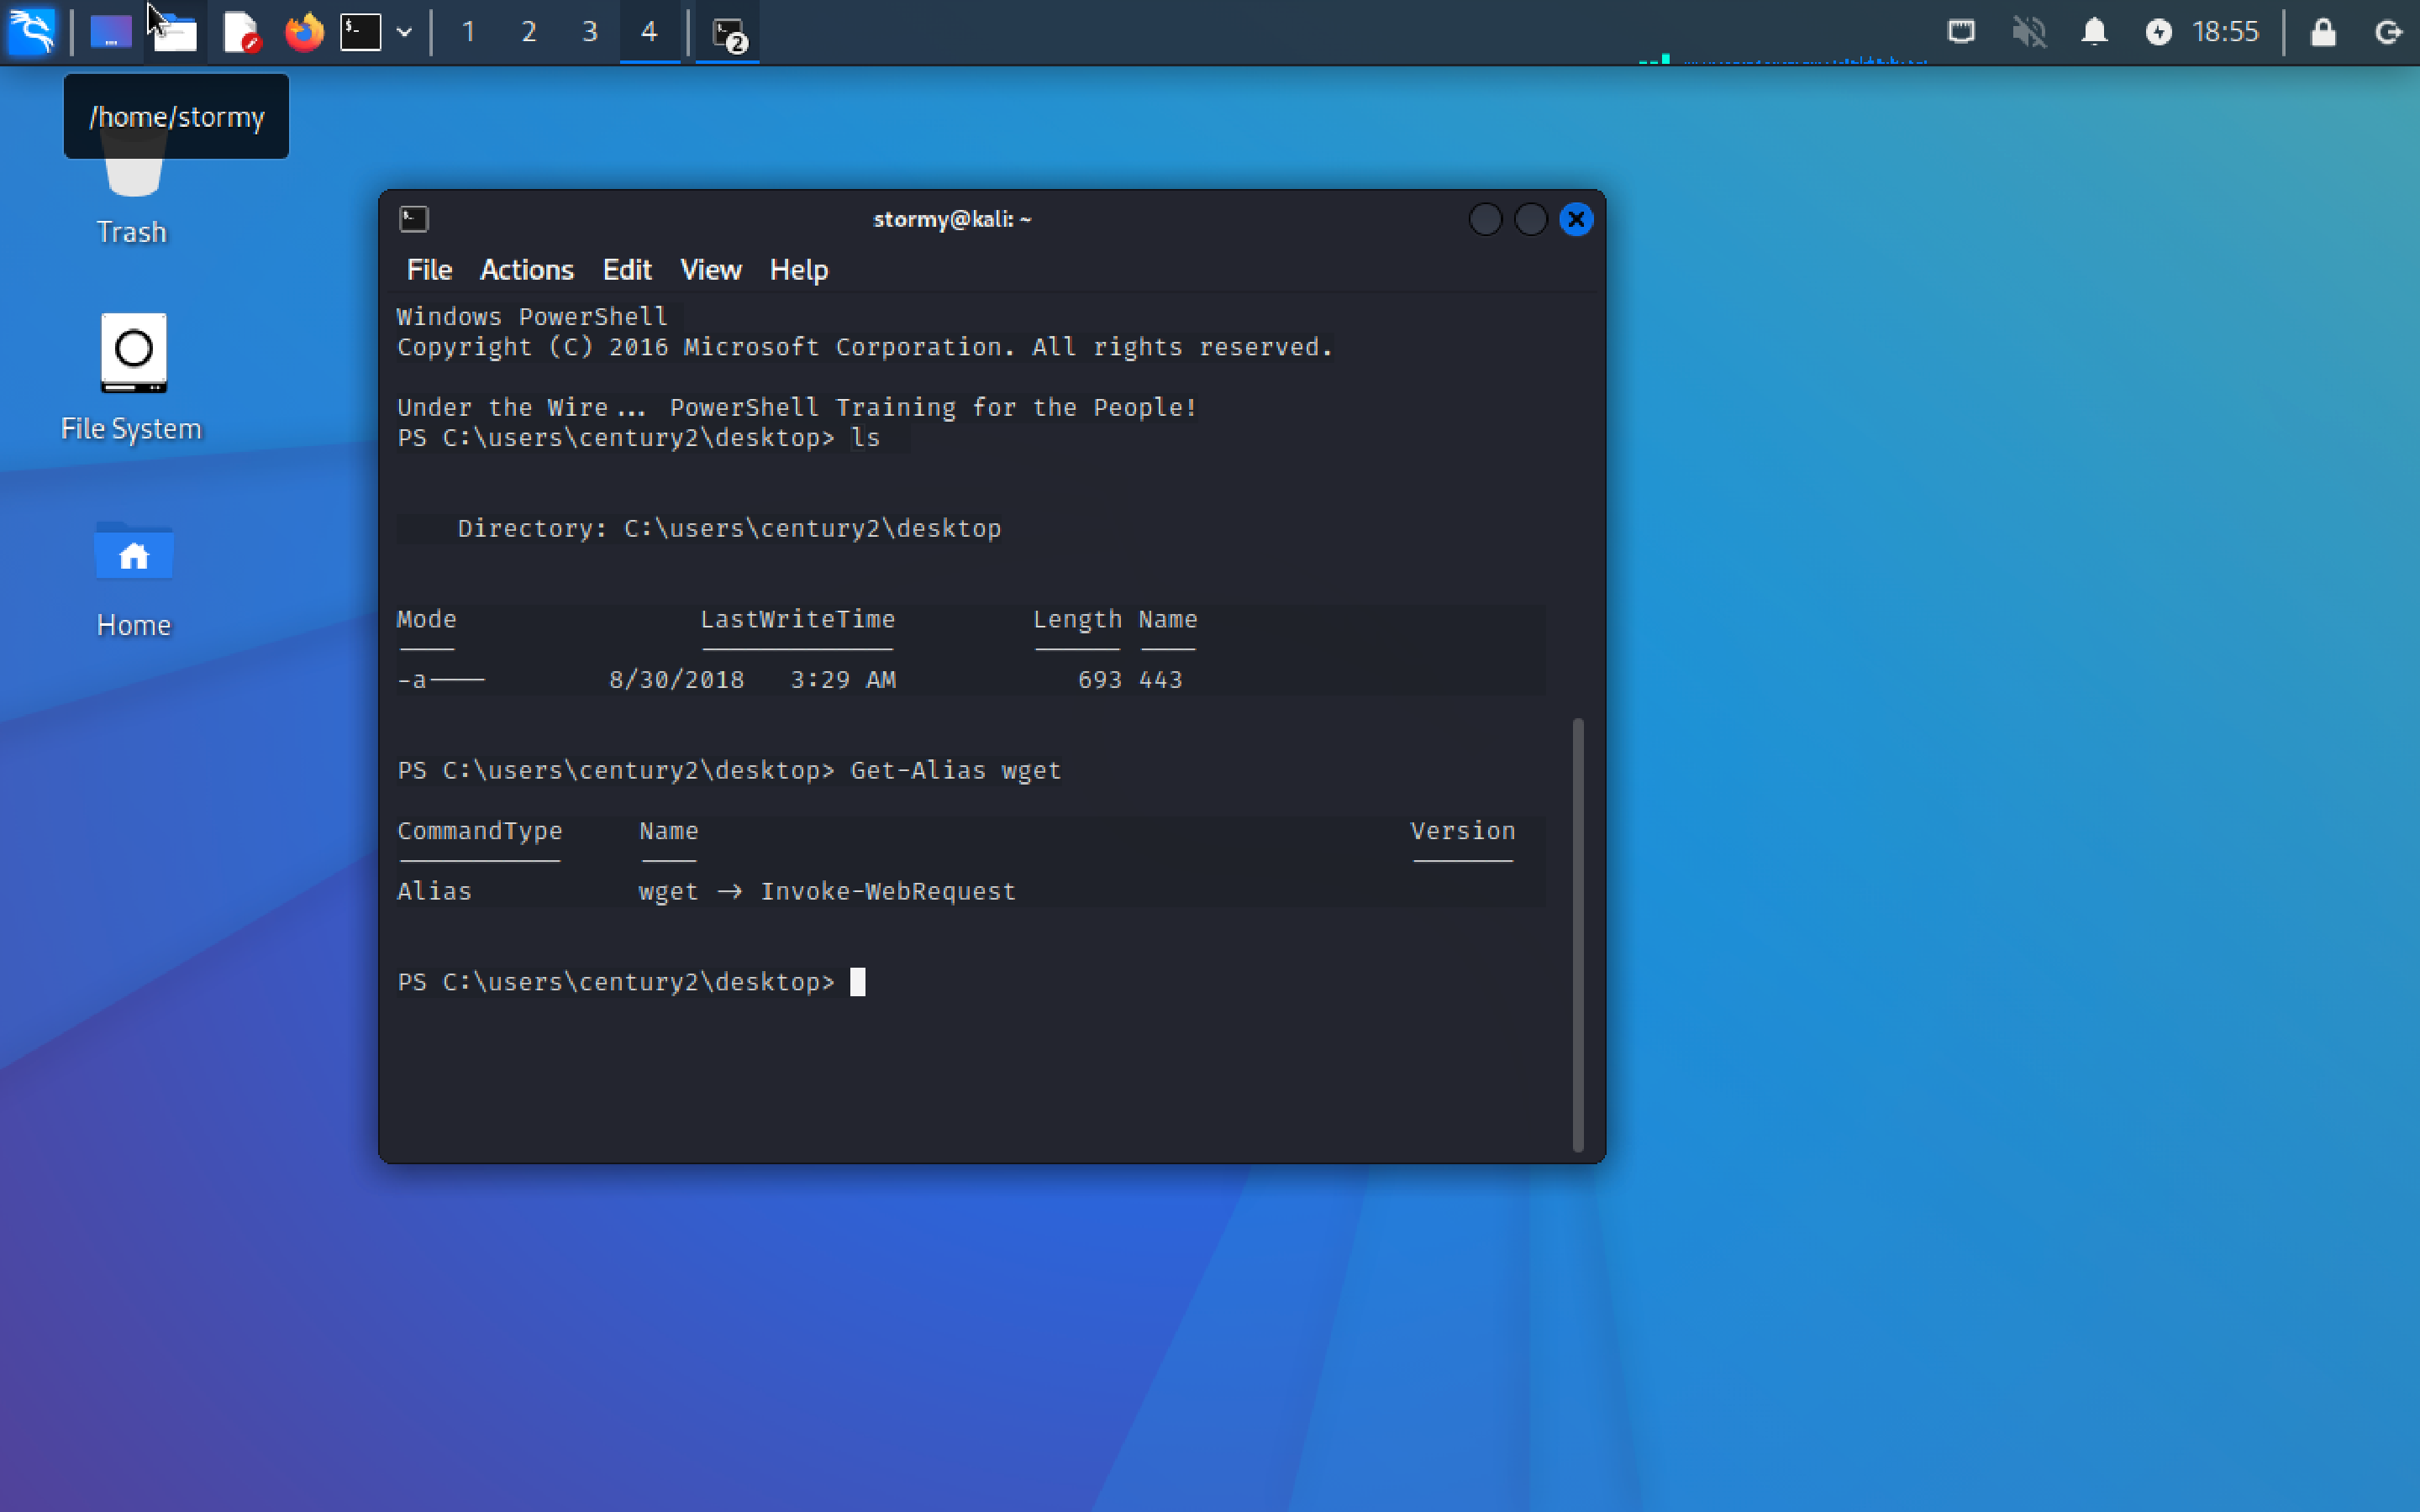 1 2 3 4 2 18:55
/home/stormy
Trash
File System
Home
stormy@kali: ~
File Actions Edit View Help
Windows PowerShell
Copyright (C) 2016 Microsoft Corporation. All rights reserved.
Under the Wire... PowerShell Training for the People!
PS C:\users\century2\desktop> ls
Directory: C:\users\century2\desktop
Mode LastWriteTime Length Name
---- ------------- ------ ----
-a---- 8/30/2018 3:29 AM 693 443
PS C:\users\century2\desktop> Get-Alias wget
CommandType Name Version
----------- ---- -------
Alias wget -> Invoke-WebRequest
PS C:\users\century2\desktop>